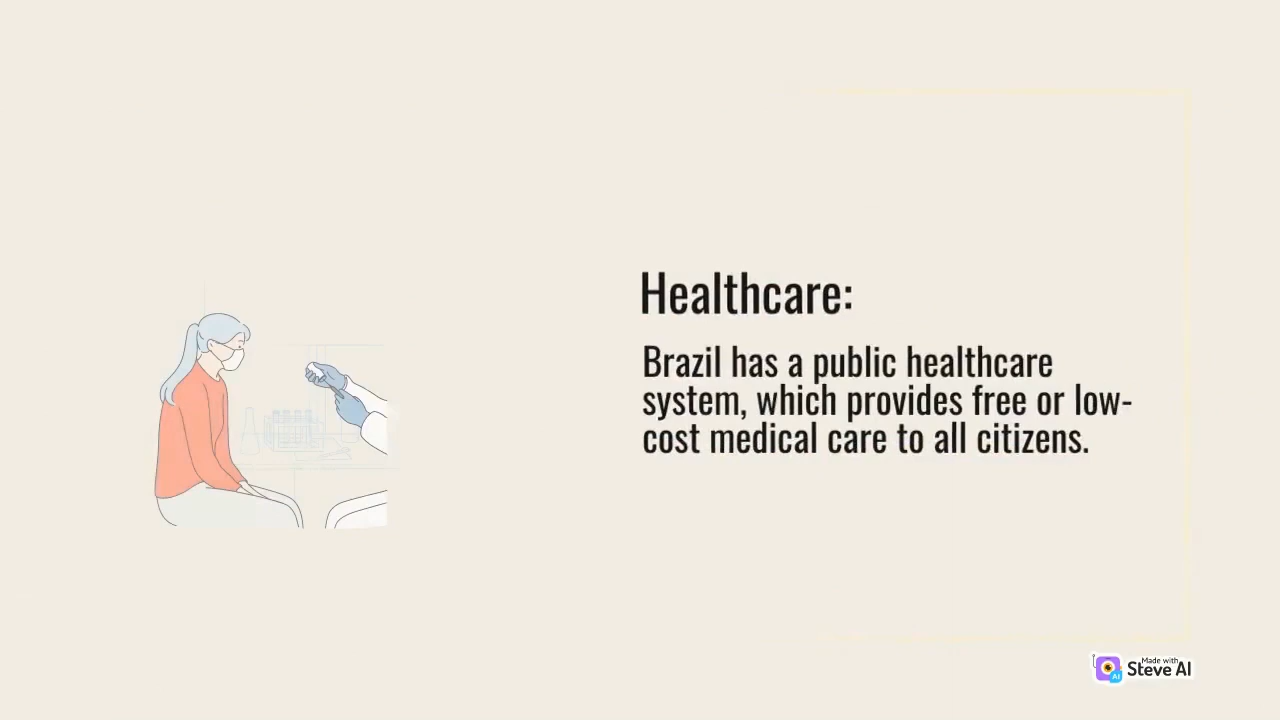 Healthcare:
Brazil has a public healthcare
system, which provides free or low-
cost medical care to all citizens.
Made with
Steve AI
AI